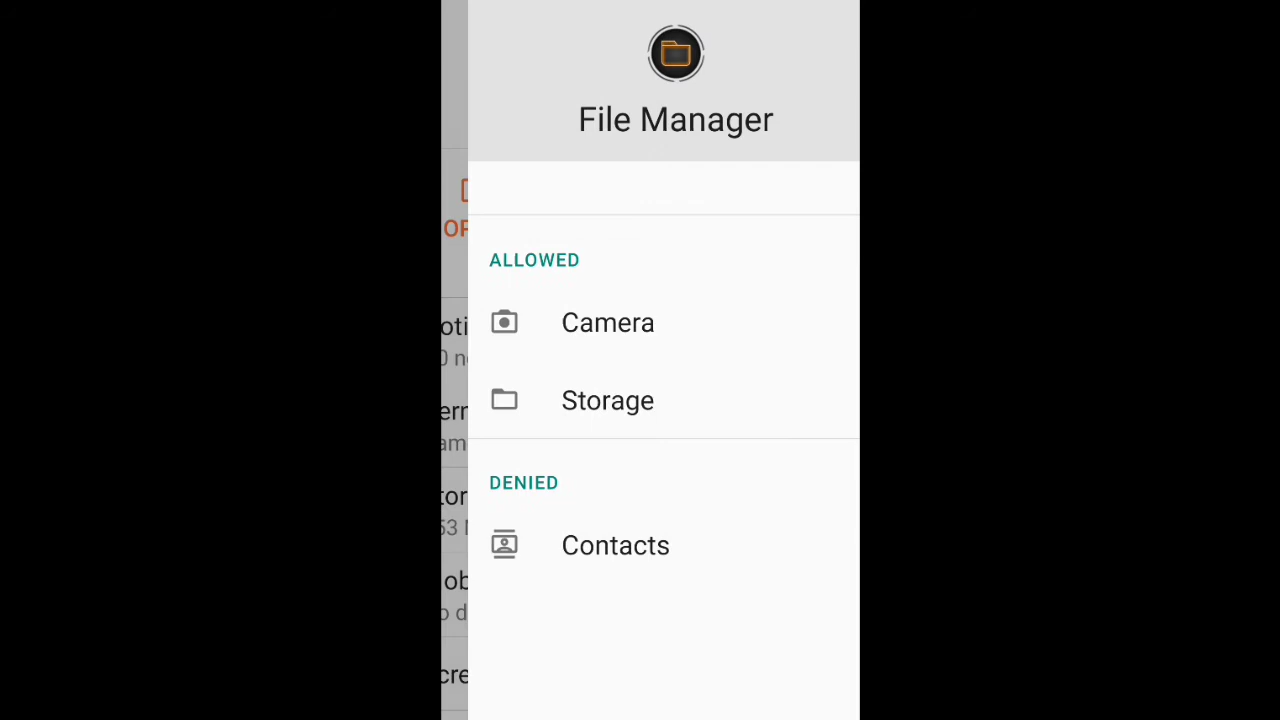 File Manager
ALLOWED
Camera
Storage
DENIED
Contacts